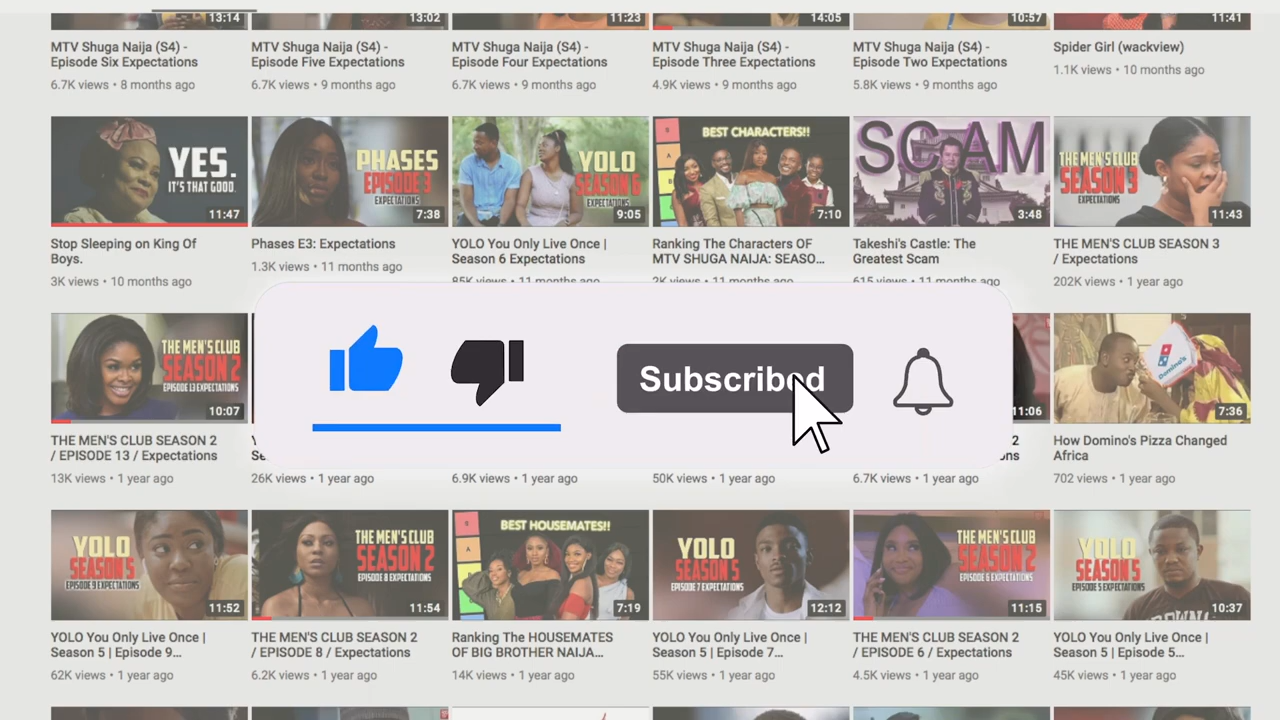 13:14
13:02
11:23
14:05
10:57
11:41
MTV Shuga Naija (S4) -
Episode Six Expectations
6.7K views • 8 months ago
MTV Shuga Naija (S4) -
Episode Five Expectations
6.7K views • 9 months ago
MTV Shuga Naija (S4) -
Episode Four Expectations
6.7K views • 9 months ago
MTV Shuga Naija (S4) -
Episode Three Expectations
4.9K views • 9 months ago
MTV Shuga Naija (S4) -
Episode Two Expectations
5.8K views • 9 months ago
Spider Girl (wackview)
1.1K views • 10 months ago
YES.
IT'S THAT GOOD.
11:47
Stop Sleeping on King Of
Boys.
3K views • 10 months ago
PHASES
EPISODE 3
EXPECTATIONS
7:38
Phases E3: Expectations
1.3K views • 11 months ago
YOLO
SEASON 6
EXPECTATIONS
9:05
YOLO You Only Live Once |
Season 6 Expectations
85K views • 11 months ago
BEST CHARACTERS!!
7:10
Ranking The Characters OF
MTV SHUGA NAIJA: SEASO...
2K views • 11 months ago
SCAM
3:48
Takeshi's Castle: The
Greatest Scam
615 views • 11 months ago
THE MEN'S CLUB
SEASON 3
EXPECTATIONS
11:43
THE MEN'S CLUB SEASON 3
/ Expectations
202K views • 1 year ago
THE MEN'S CLUB
SEASON 2
EPISODE 13 EXPECTATIONS
10:07
THE MEN'S CLUB SEASON 2
/ EPISODE 13 / Expectations
13K views • 1 year ago
Subscribed
26K views • 1 year ago
6.9K views • 1 year ago
50K views • 1 year ago
11:06
6.7K views • 1 year ago
Domino's
7:36
How Domino's Pizza Changed
Africa
702 views • 1 year ago
YOLO
SEASON 5
EPISODE 9 EXPECTATIONS
11:52
YOLO You Only Live Once |
Season 5 | Episode 9...
62K views • 1 year ago
THE MEN'S CLUB
SEASON 2
EPISODE 8 EXPECTATIONS
11:54
THE MEN'S CLUB SEASON 2
/ EPISODE 8 / Expectations
6.2K views • 1 year ago
BEST HOUSEMATES!!
7:19
Ranking The HOUSEMATES
OF BIG BROTHER NAIJA...
14K views • 1 year ago
YOLO
SEASON 5
EPISODE 7 EXPECTATIONS
12:12
YOLO You Only Live Once |
Season 5 | Episode 7...
55K views • 1 year ago
THE MEN'S CLUB
SEASON 2
EPISODE 6 EXPECTATIONS
11:15
THE MEN'S CLUB SEASON 2
/ EPISODE 6 / Expectations
4.5K views • 1 year ago
YOLO
SEASON 5
EPISODE 5 EXPECTATIONS
10:37
YOLO You Only Live Once |
Season 5 | Episode 5...
45K views • 1 year ago